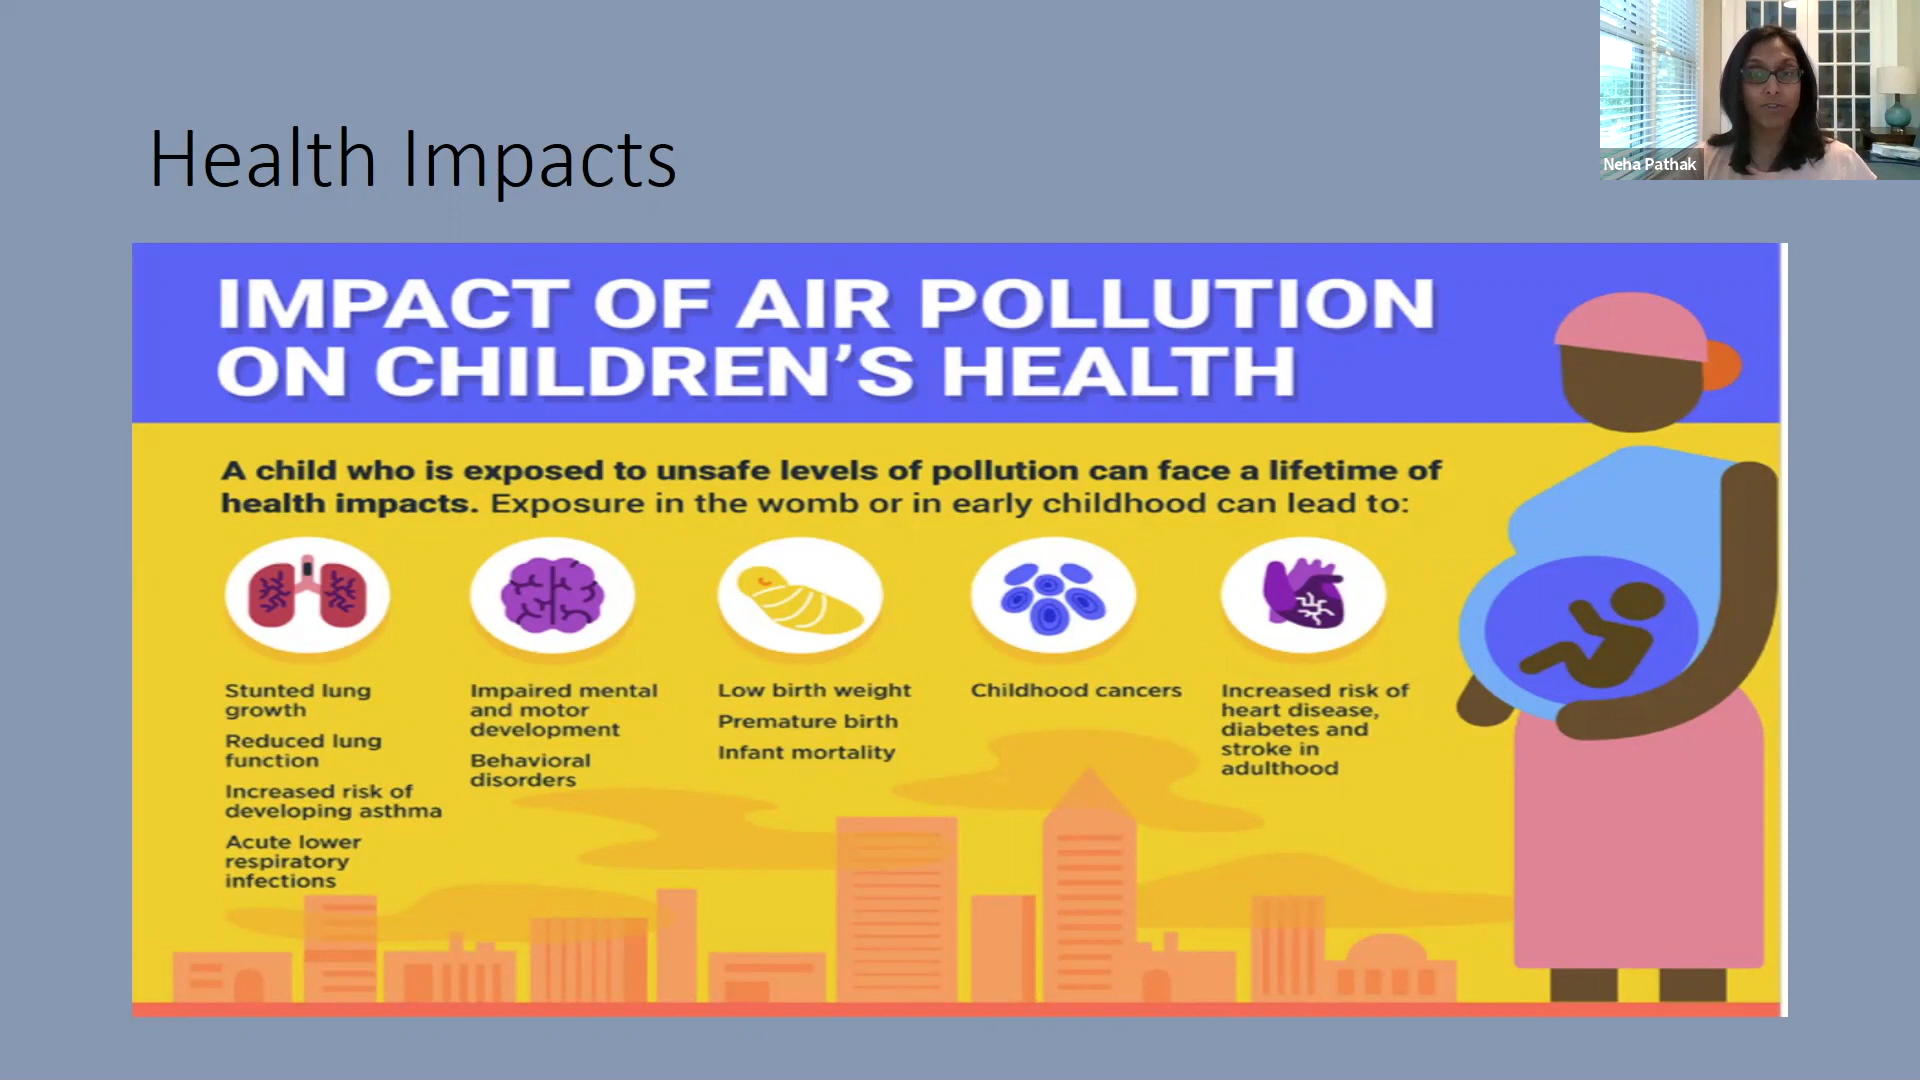 Health Impacts
Neha Pathak
IMPACT OF AIR POLLUTION
ON CHILDREN'S HEALTH
A child who is exposed to unsafe levels of pollution can face a lifetime of
health impacts. Exposure in the womb or in early childhood can lead to:
Stunted lung
growth
Reduced lung
function
Increased risk of
developing asthma
Acute lower
respiratory
infections
Impaired mental
and motor
development
Behavioral
disorders
Low birth weight
Premature birth
Infant mortality
Childhood cancers
Increased risk of
heart disease,
diabetes and
stroke in
adulthood